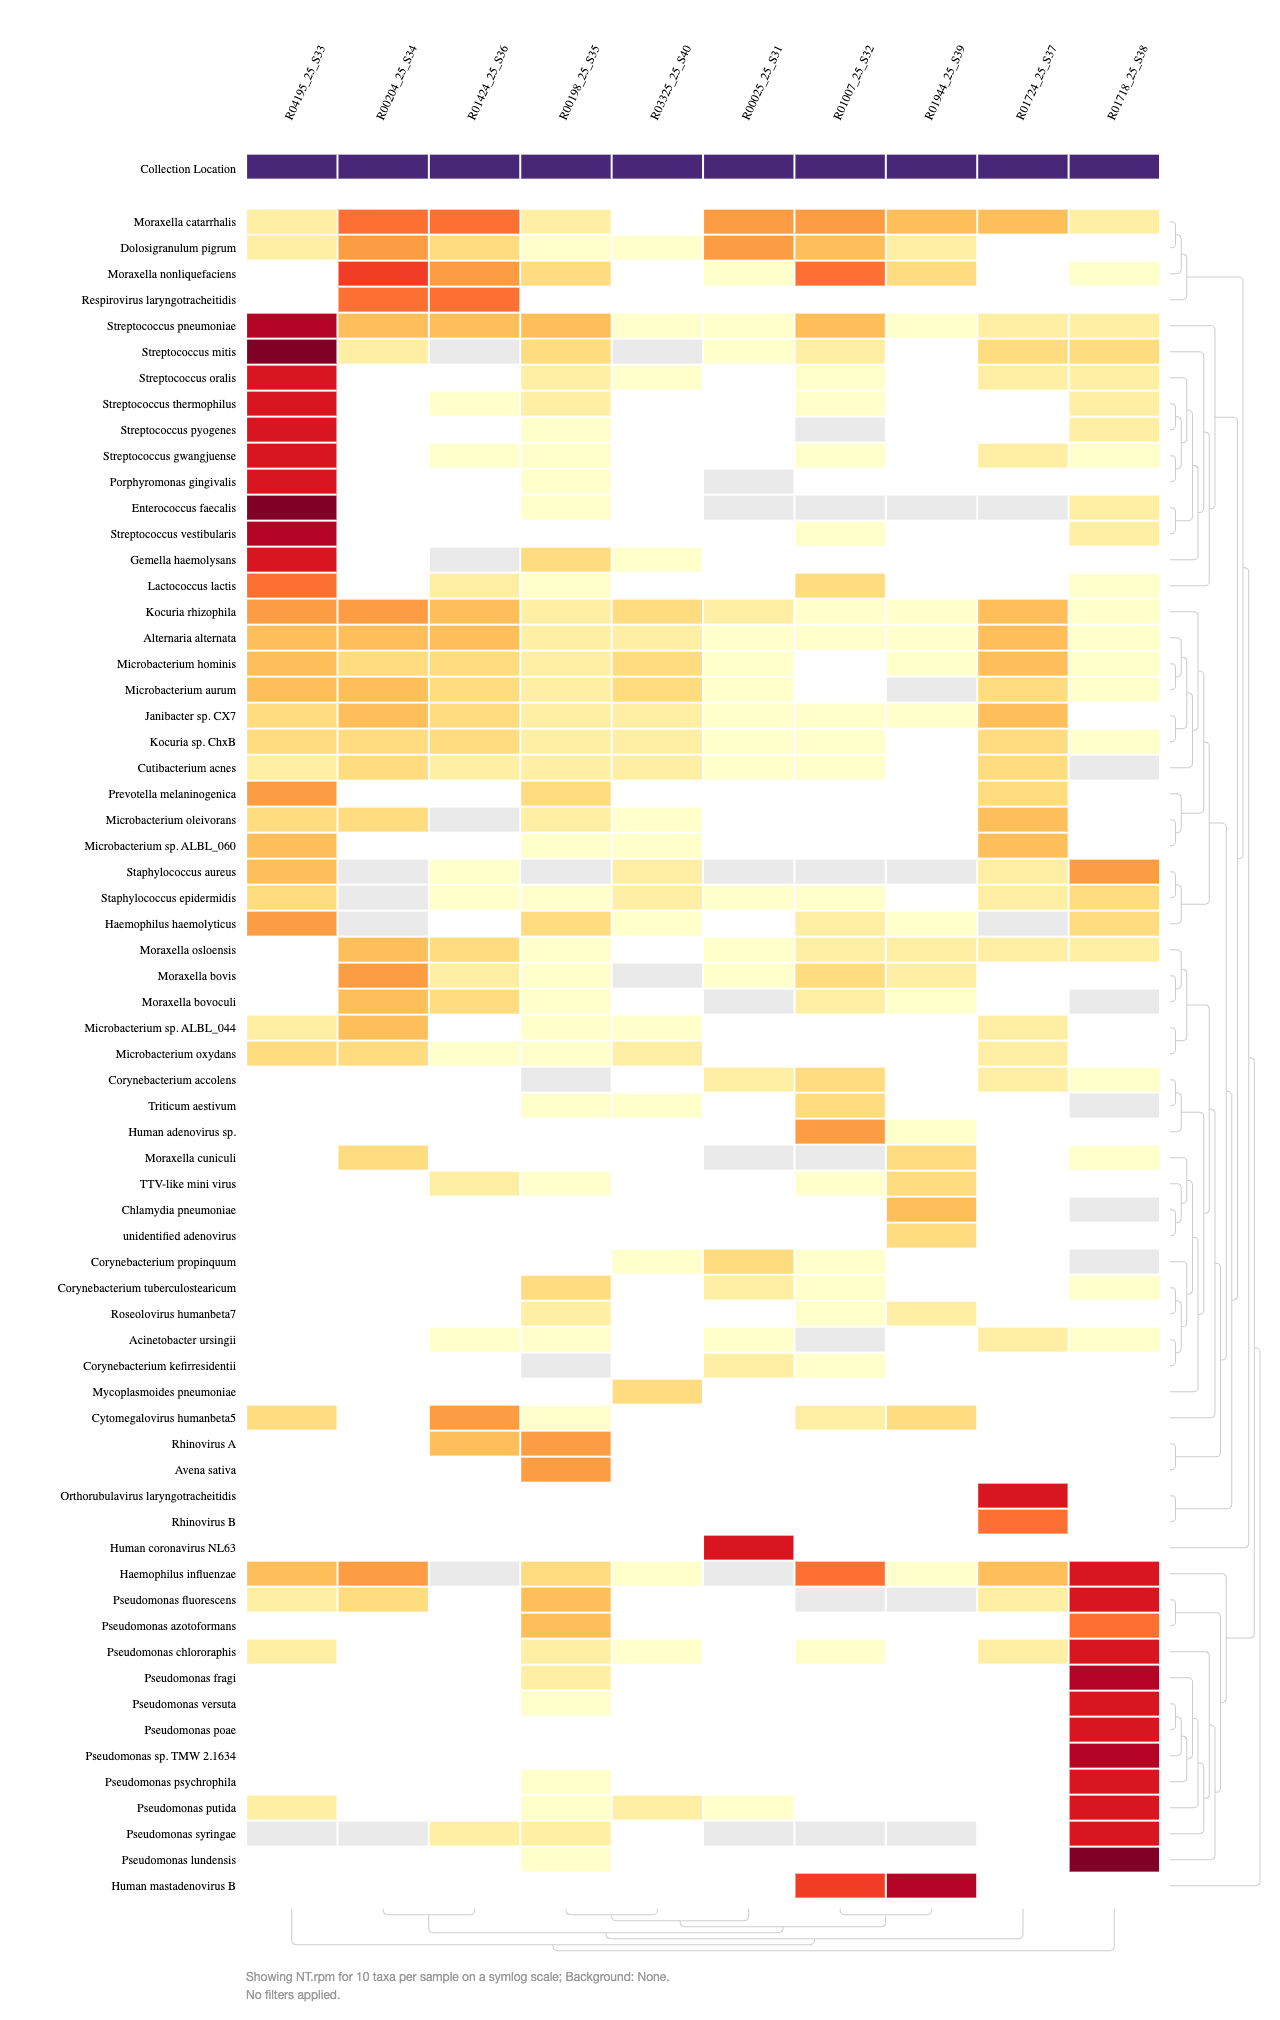 R04195_25_S33
R00204_25_S34
R01424_25_S36
R00198_25_S35
R03325_25_S40
R00025_25_S31
R01007_25_S32
R01944_25_S39
R01724_25_S37
R01718_25_S38
Collection Location
Moraxella catarrhalis
Dolosigranulum pigrum
Moraxella nonliquefaciens
Respirovirus laryngotracheitidis
Streptococcus pneumoniae
Streptococcus mitis
Streptococcus oralis
Streptococcus thermophilus
Streptococcus pyogenes
Streptococcus gwangjuense
Porphyromonas gingivalis
Enterococcus faecalis
Streptococcus vestibularis
Gemella haemolysans
Lactococcus lactis
Kocuria rhizophila
Alternaria alternata
Microbacterium hominis
Microbacterium aurum
Janibacter sp. CX7
Kocuria sp. ChxB
Cutibacterium acnes
Prevotella melaninogenica
Microbacterium oleivorans
Microbacterium sp. ALBL_060
Staphylococcus aureus
Staphylococcus epidermidis
Haemophilus haemolyticus
Moraxella osloensis
Moraxella bovis
Moraxella bovoculi
Microbacterium sp. ALBL_044
Microbacterium oxydans
Corynebacterium accolens
Triticum aestivum
Human adenovirus sp.
Moraxella cuniculi
TTV-like mini virus
Chlamydia pneumoniae
unidentified adenovirus
Corynebacterium propinquum
Corynebacterium tuberculostearicum
Roseolovirus humanbeta7
Acinetobacter ursingii
Corynebacterium kefirresidentii
Mycoplasmoides pneumoniae
Cytomegalovirus humanbeta5
Rhinovirus A
Avena sativa
Orthorubulavirus laryngotracheitidis
Rhinovirus B
Human coronavirus NL63
Haemophilus influenzae
Pseudomonas fluorescens
Pseudomonas azotoformans
Pseudomonas chlororaphis
Pseudomonas fragi
Pseudomonas versuta
Pseudomonas poae
Pseudomonas sp. TMW 2.1634
Pseudomonas psychrophila
Pseudomonas putida
Pseudomonas syringae
Pseudomonas lundensis
Human mastadenovirus B
Showing NT.rpm for 10 taxa per sample on a symlog scale; Background: None.
No filters applied.